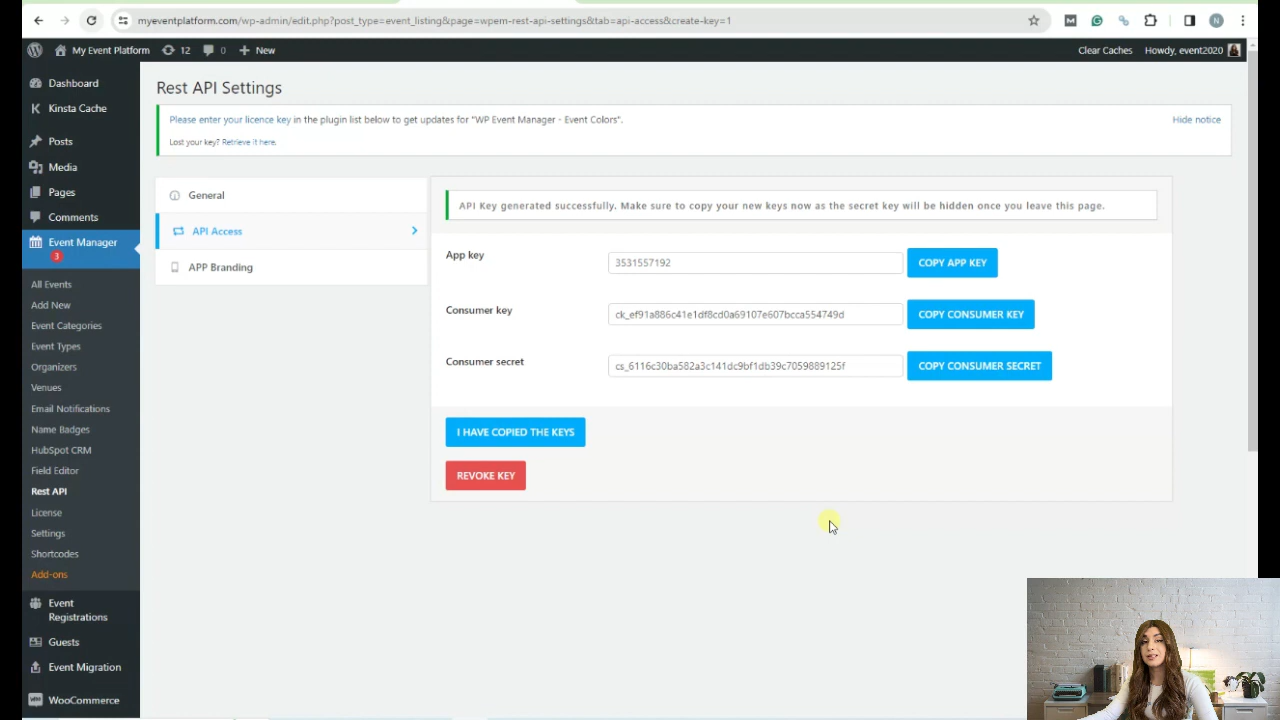 myeventplatform.com/wp-admin/edit.php?post_type=event_listing&page=wpem-rest-api-settings&tab=api-access&create-key=1
M
N
My Event Platform
12
0
New
Clear Caches
Howdy, event2020
Dashboard
Kinsta Cache
Posts
Media
Pages
Comments
Event Manager
3
All Events
Add New
Event Categories
Event Types
Organizers
Venues
Email Notifications
Name Badges
HubSpot CRM
Field Editor
Rest API
License
Settings
Shortcodes
Add-ons
Event
Registrations
Guests
Event Migration
WooCommerce
Rest API Settings
Please enter your licence key in the plugin list below to get updates for "WP Event Manager - Event Colors".
Hide notice
Lost your key? Retrieve it here.
General
API Access
APP Branding
API Key generated successfully. Make sure to copy your new keys now as the secret key will be hidden once you leave this page.
App key
3531557192
COPY APP KEY
Consumer key
ck_ef91a886c41e1df8cd0a69107e607bcca554749d
COPY CONSUMER KEY
Consumer secret
cs_6116c30ba582a3c141dc9bf1db39c7059889125f
COPY CONSUMER SECRET
I HAVE COPIED THE KEYS
REVOKE KEY